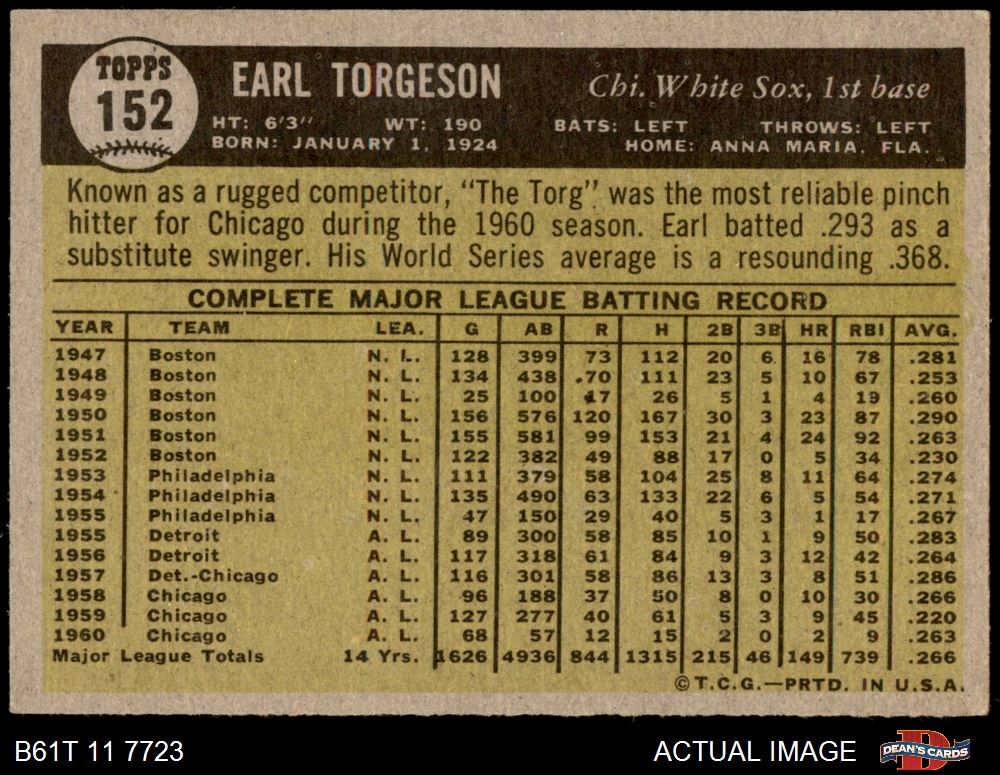 TOPPS
152
EARL TORGESON
Chi. White Sox, 1st base
HT: 6'3" WT: 190 BATS: LEFT THROWS: LEFT
BORN: JANUARY 1, 1924 HOME: ANNA MARIA, FLA.
Known as a rugged competitor, "The Torg" was the most reliable pinch
hitter for Chicago during the 1960 season. Earl batted .293 as a
substitute swinger. His World Series average is a resounding .368.
COMPLETE MAJOR LEAGUE BATTING RECORD
YEAR TEAM LEA. G AB R H 2B 3B HR RBI AVG.
1947 Boston N. L. 128 399 73 112 20 6 16 78 .281
1948 Boston N. L. 134 438 70 111 23 5 10 67 .253
1949 Boston N. L. 25 100 17 26 5 1 4 19 .260
1950 Boston N. L. 156 576 120 167 30 3 23 87 .290
1951 Boston N. L. 155 581 99 153 21 4 24 92 .263
1952 Boston N. L. 122 382 49 88 17 0 5 34 .230
1953 Philadelphia N. L. 111 379 58 104 25 8 11 64 .274
1954 Philadelphia N. L. 135 490 63 133 22 6 5 54 .271
1955 Philadelphia N. L. 47 150 29 40 5 3 1 17 .267
1955 Detroit A. L. 89 300 58 85 10 1 9 50 .283
1956 Detroit A. L. 117 318 61 84 9 3 12 42 .264
1957 Det.-Chicago A. L. 116 301 58 86 13 3 8 51 .286
1958 Chicago A. L. 96 188 37 50 8 0 10 30 .266
1959 Chicago A. L. 127 277 40 61 5 3 9 45 .220
1960 Chicago A. L. 68 57 12 15 2 0 2 9 .263
Major League Totals 14 Yrs. 1626 4936 844 1315 215 46 149 739 .266
©T.C.G.—PRTD. IN U.S.A.
B61T 11 7723 ACTUAL IMAGE DEAN'S CARDS